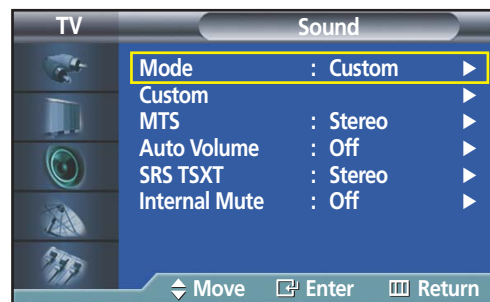 TV Sound
Mode : Custom
Custom
MTS : Stereo
Auto Volume : Off
SRS TSXT : Stereo
Internal Mute : Off
Move Enter Return